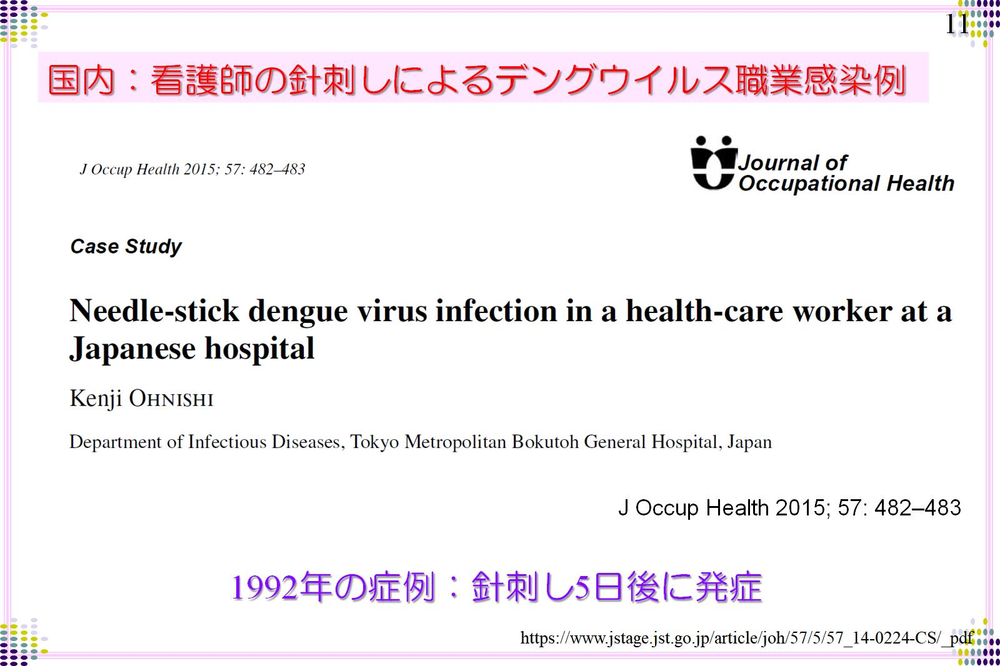 11
国内：看護師の針刺しによるデングウイルス職業感染例
J Occup Health 2015; 57: 482–483
Journal of
Occupational Health
Case Study
Needle-stick dengue virus infection in a health-care worker at a
Japanese hospital
Kenji OHNISHI
Department of Infectious Diseases, Tokyo Metropolitan Bokutoh General Hospital, Japan
J Occup Health 2015; 57: 482–483
1992年の症例：針刺し5日後に発症
https://www.jstage.jst.go.jp/article/joh/57/5/57_14-0224-CS/_pdf